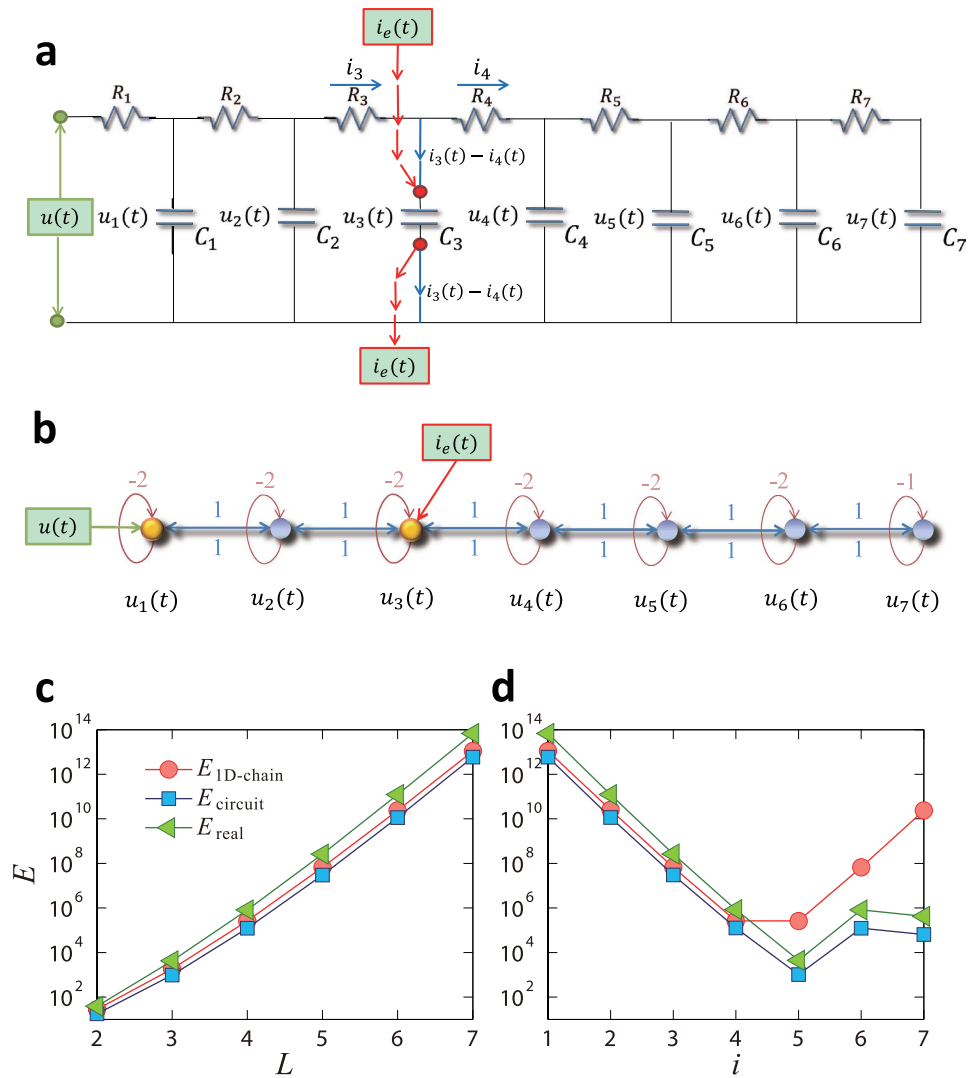 a
i_e(t)
i_3 i_4
R_1 R_2 R_3 R_4 R_5 R_6 R_7
i_3(t) − i_4(t)
u(t) u_1(t) u_2(t) u_3(t) u_4(t) u_5(t) u_6(t) u_7(t)
C_1 C_2 C_3 C_4 C_5 C_6 C_7
i_3(t) − i_4(t)
i_e(t)
b
i_e(t)
-2 -2 -2 -2 -2 -2 -1
u(t) 1 1 1 1 1 1
1 1 1 1 1 1
u_1(t) u_2(t) u_3(t) u_4(t) u_5(t) u_6(t) u_7(t)
c
10^14
10^12
10^10
10^8
10^6
10^4
10^2
E
E_1D-chain
E_circuit
E_real
2 3 4 5 6 7
L
d
10^14
10^12
10^10
10^8
10^6
10^4
10^2
1 2 3 4 5 6 7
i